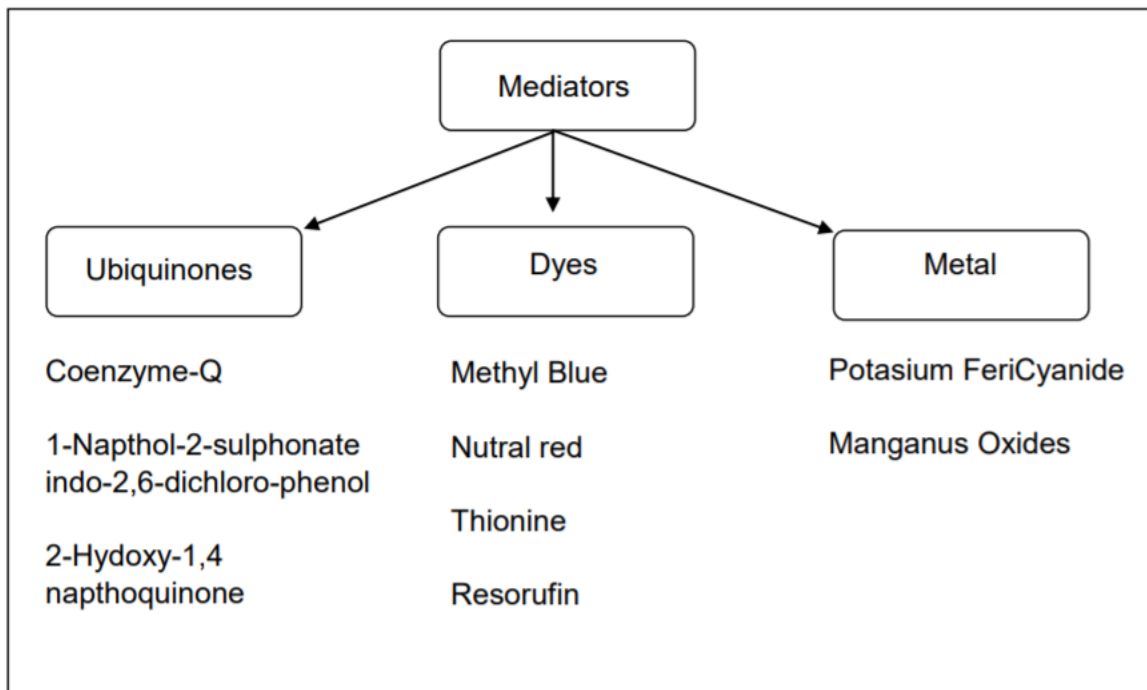 Mediators
Ubiquinones
Dyes
Metal
Coenzyme-Q
1-Napthol-2-sulphonate
indo-2,6-dichloro-phenol
2-Hydoxy-1,4
napthoquinone
Methyl Blue
Nutral red
Thionine
Resorufin
Potasium FeriCyanide
Manganus Oxides